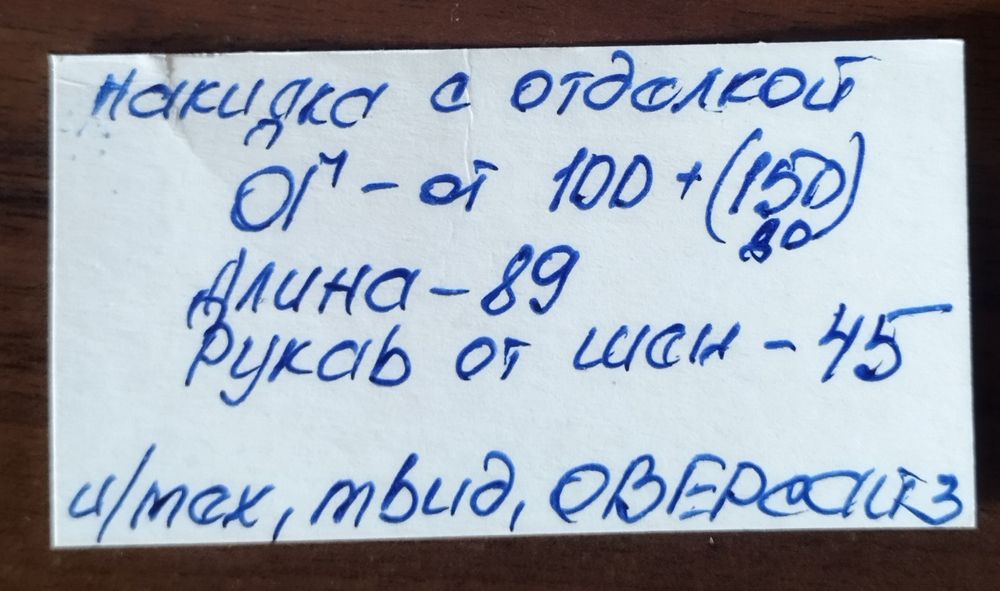 Накидка с отделкой
ОГ - от 100 + (150)
до
Длина - 89
Рукав от шеи - 45
и/мех, твид, ОВЕРсайз